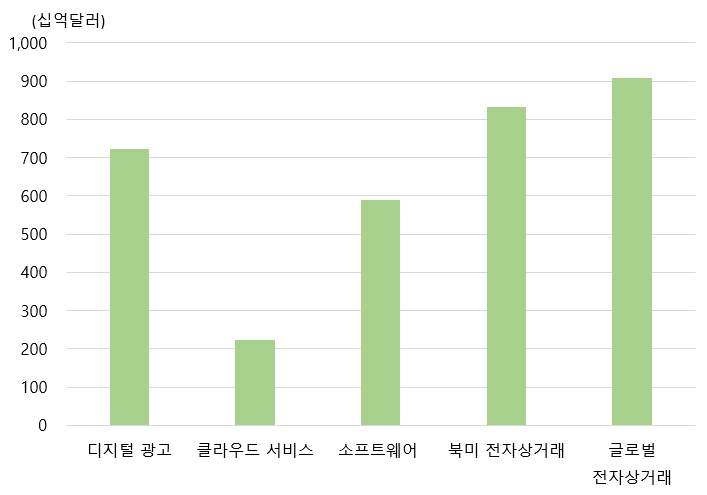 (십억달러)
1,000
900
800
700
600
500
400
300
200
100
0
디지털 광고
클라우드 서비스
소프트웨어
북미 전자상거래
글로벌
전자상거래